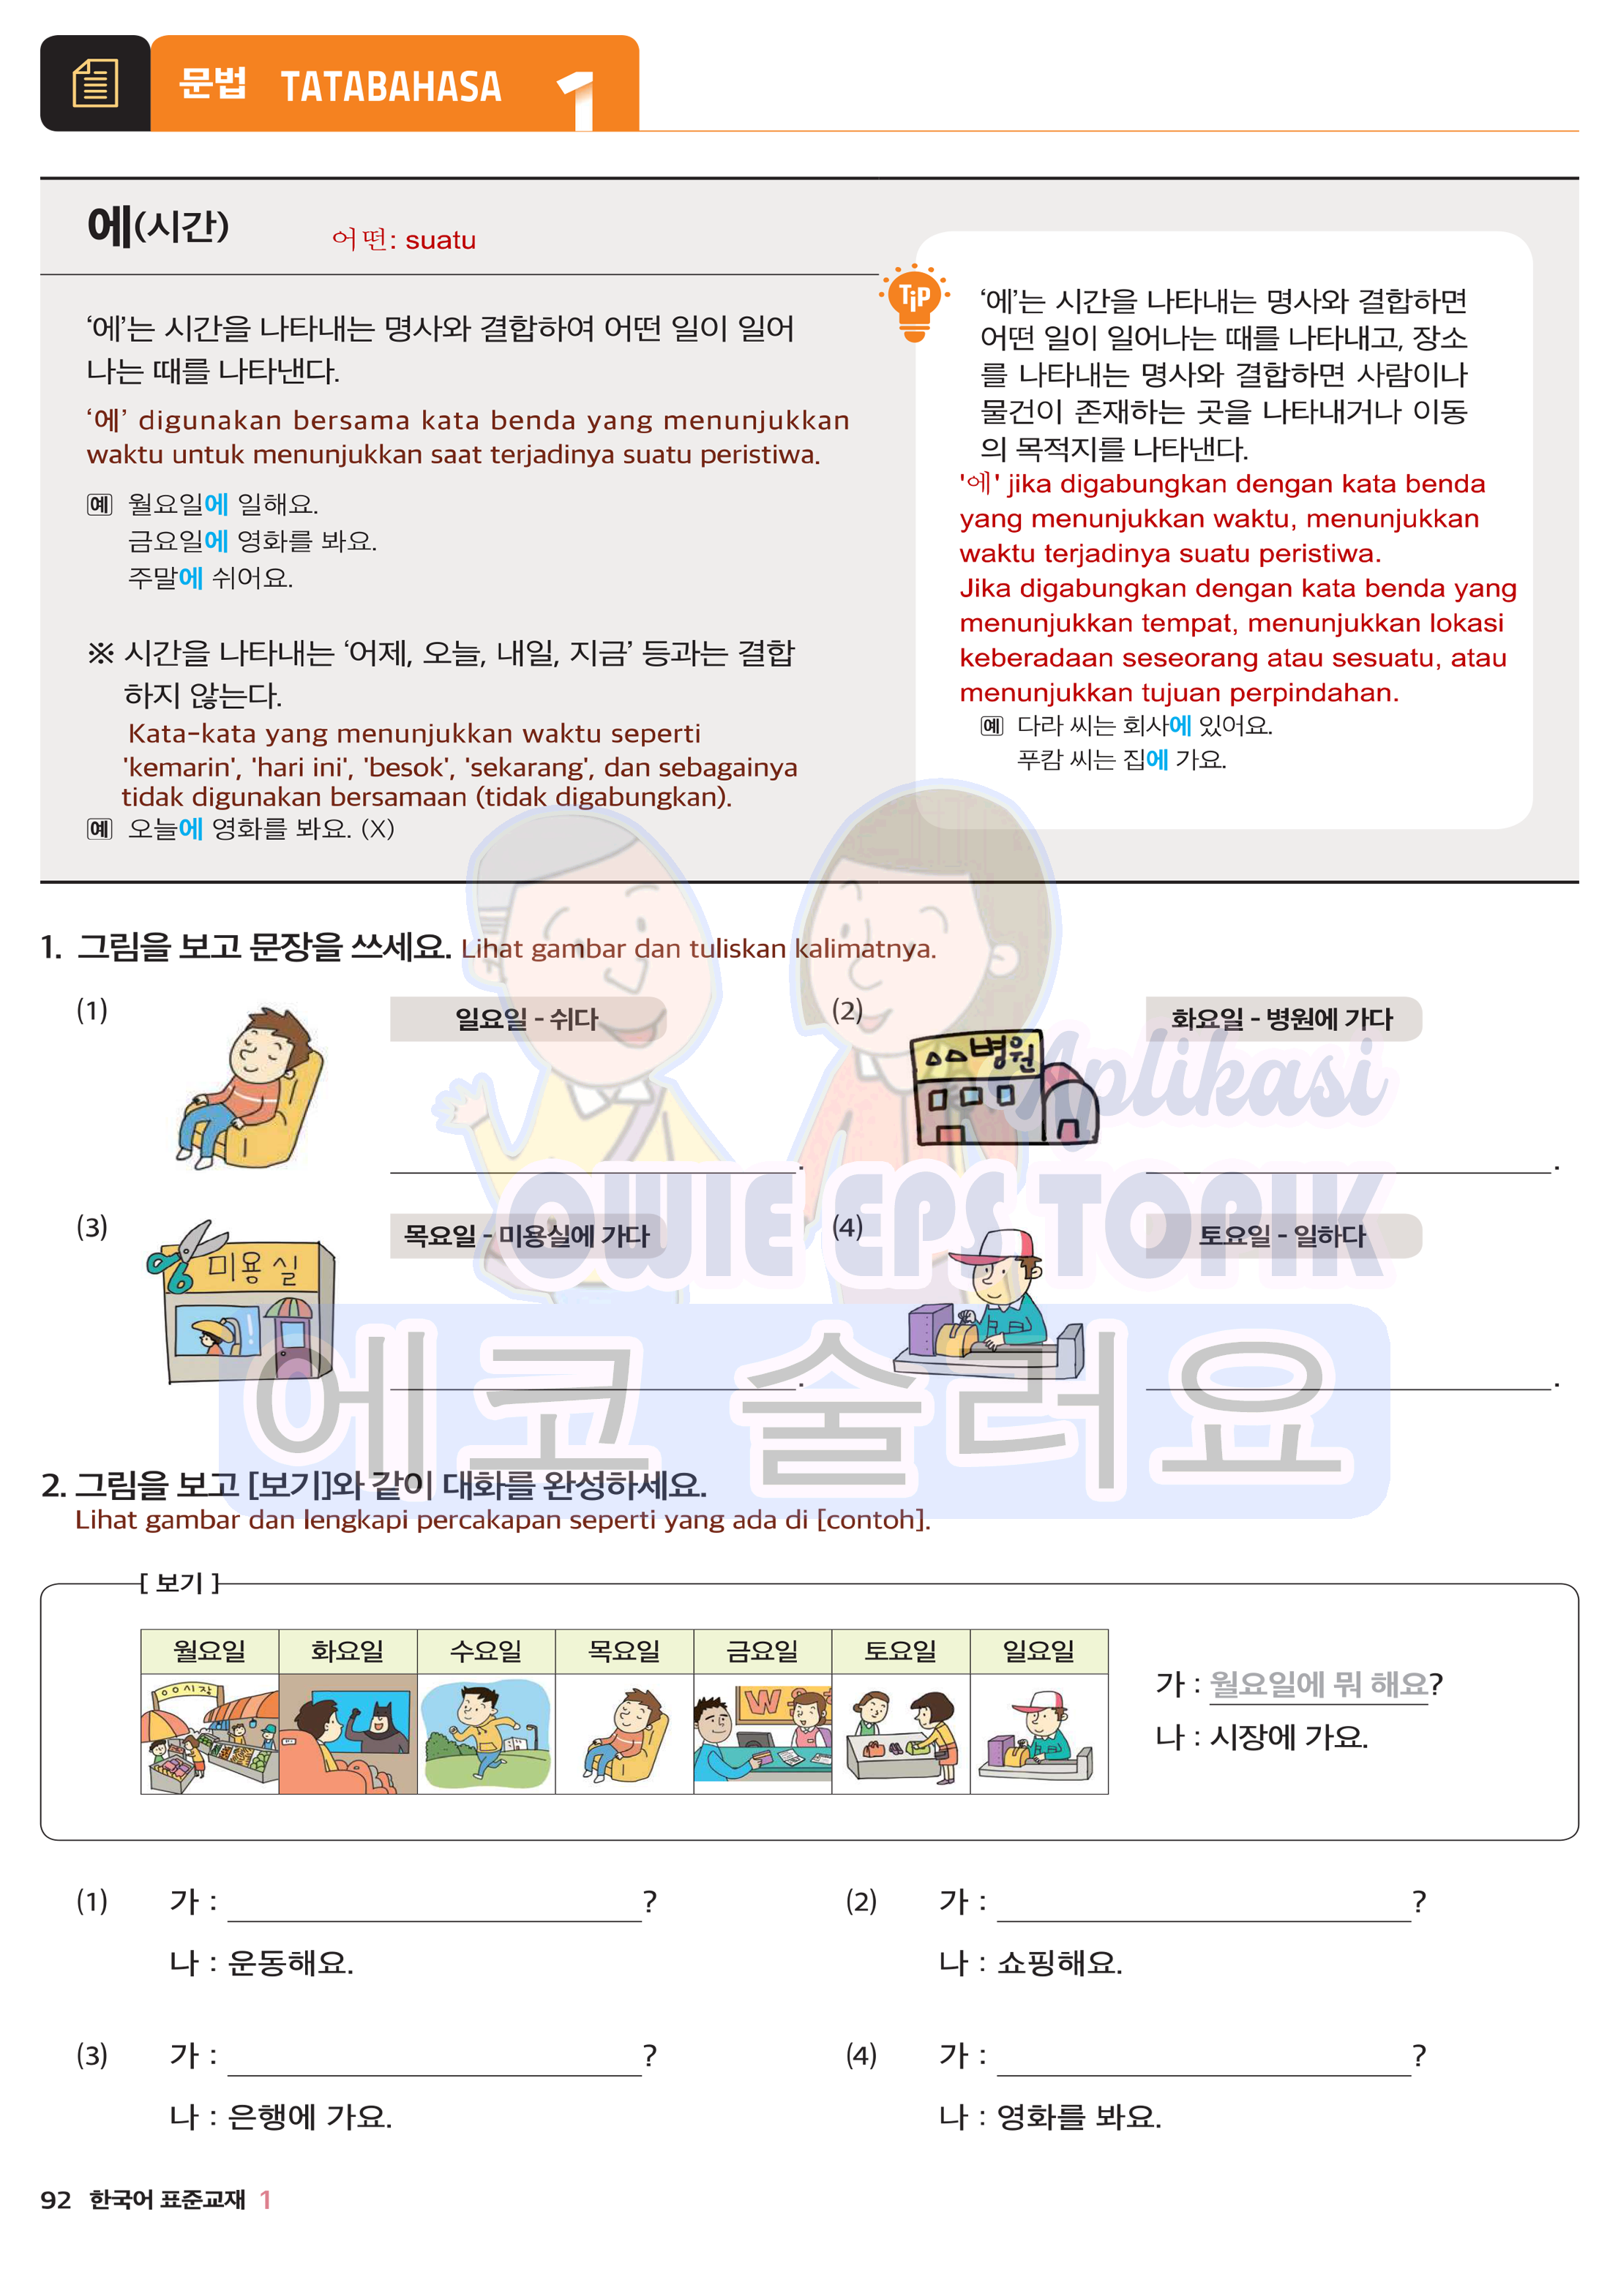 문법 TATABAHASA 1
에(시간)
어떤: suatu
‘에’는 시간을 나타내는 명사와 결합하여 어떤 일이 일어
나는 때를 나타낸다.
‘에’ digunakan bersama kata benda yang menunjukkan
waktu untuk menunjukkan saat terjadinya suatu peristiwa.
예 월요일에 일해요.
금요일에 영화를 봐요.
주말에 쉬어요.
※ 시간을 나타내는 ‘어제, 오늘, 내일, 지금’ 등과는 결합
하지 않는다.
Kata-kata yang menunjukkan waktu seperti
'kemarin', 'hari ini', 'besok', 'sekarang', dan sebagainya
tidak digunakan bersamaan (tidak digabungkan).
예 오늘에 영화를 봐요. (X)
TiP
‘에’는 시간을 나타내는 명사와 결합하면
어떤 일이 일어나는 때를 나타내고, 장소
를 나타내는 명사와 결합하면 사람이나
물건이 존재하는 곳을 나타내거나 이동
의 목적지를 나타낸다.
'에' jika digabungkan dengan kata benda
yang menunjukkan waktu, menunjukkan
waktu terjadinya suatu peristiwa.
Jika digabungkan dengan kata benda yang
menunjukkan tempat, menunjukkan lokasi
keberadaan seseorang atau sesuatu, atau
menunjukkan tujuan perpindahan.
예 다라 씨는 회사에 있어요.
푸캄 씨는 집에 가요.
1. 그림을 보고 문장을 쓰세요. Lihat gambar dan tuliskan kalimatnya.
(1) 일요일 - 쉬다
.
(2) 화요일 - 병원에 가다
병원
.
(3) 목요일 - 미용실에 가다
미용실
.
(4) 토요일 - 일하다
.
Aplikasi
OWIE EPS TOPIK
에코 술러요
2. 그림을 보고 [보기]와 같이 대화를 완성하세요.
Lihat gambar dan lengkapi percakapan seperti yang ada di [contoh].
[ 보기 ]
월요일 화요일 수요일 목요일 금요일 토요일 일요일
ㅇㅇ시장
가 : 월요일에 뭐 해요?
나 : 시장에 가요.
(1) 가 : ?
나 : 운동해요.
(2) 가 : ?
나 : 쇼핑해요.
(3) 가 : ?
나 : 은행에 가요.
(4) 가 : ?
나 : 영화를 봐요.
92 한국어 표준교재 1